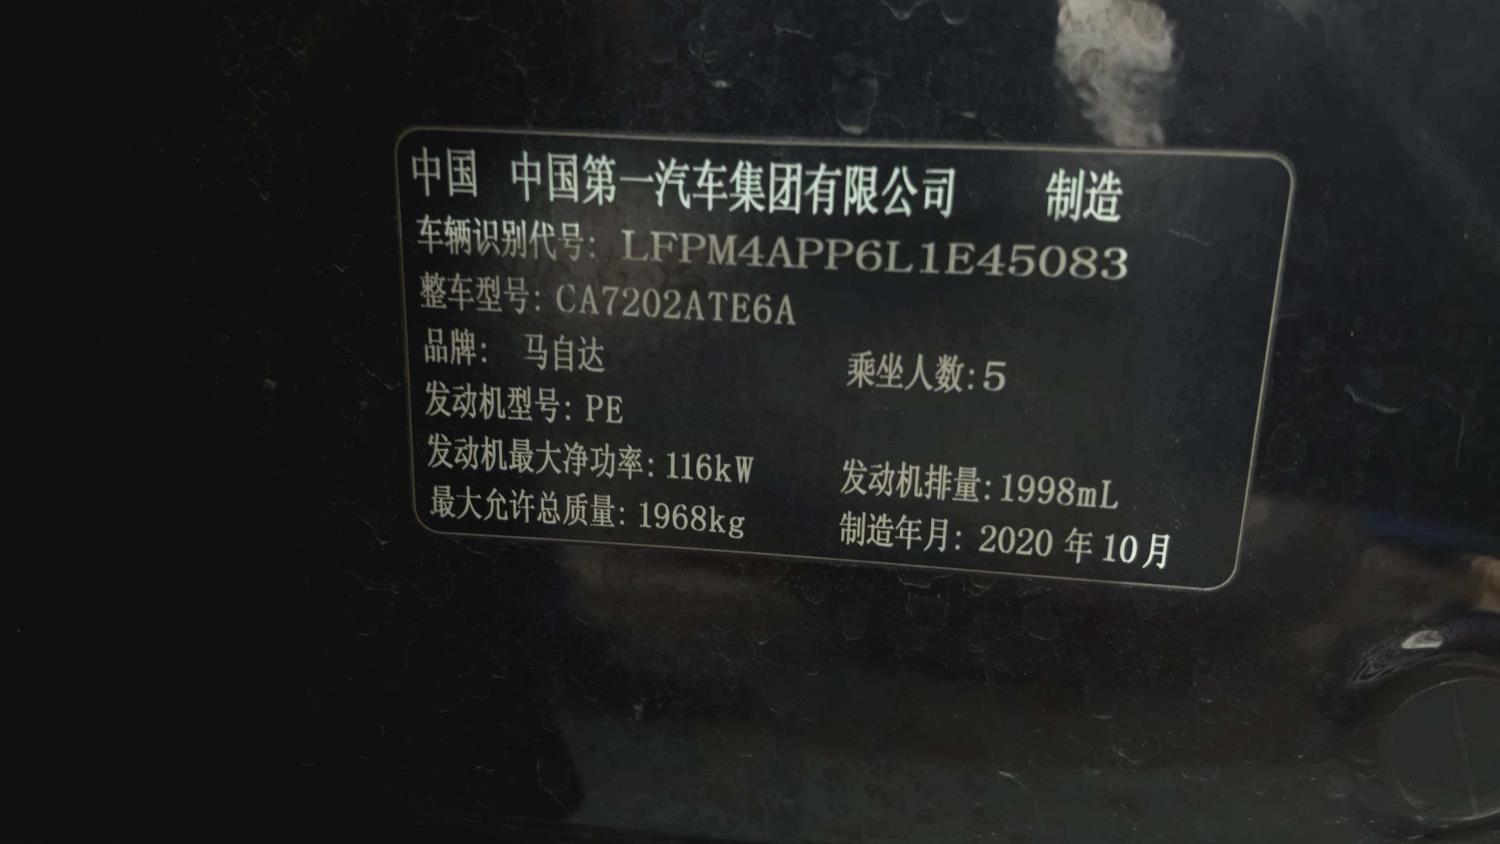 中国 中国第一汽车集团有限公司 制造
车辆识别代号: LFPM4APP6L1E45083
整车型号: CA7202ATE6A
品牌: 马自达 乘坐人数:5
发动机型号: PE
发动机最大净功率: 116kW 发动机排量: 1998mL
最大允许总质量: 1968kg 制造年月: 2020 年 10 月